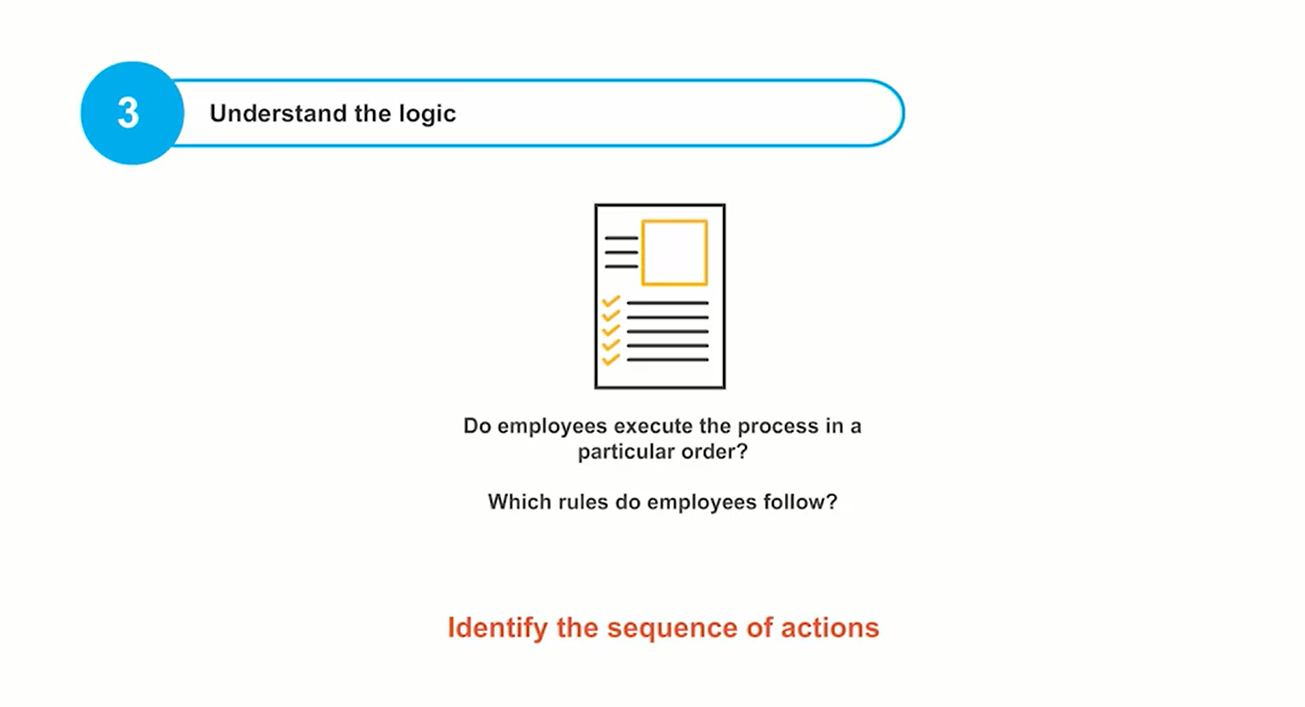 3
Understand the logic
Do employees execute the process in a
particular order?
Which rules do employees follow?
Identify the sequence of actions